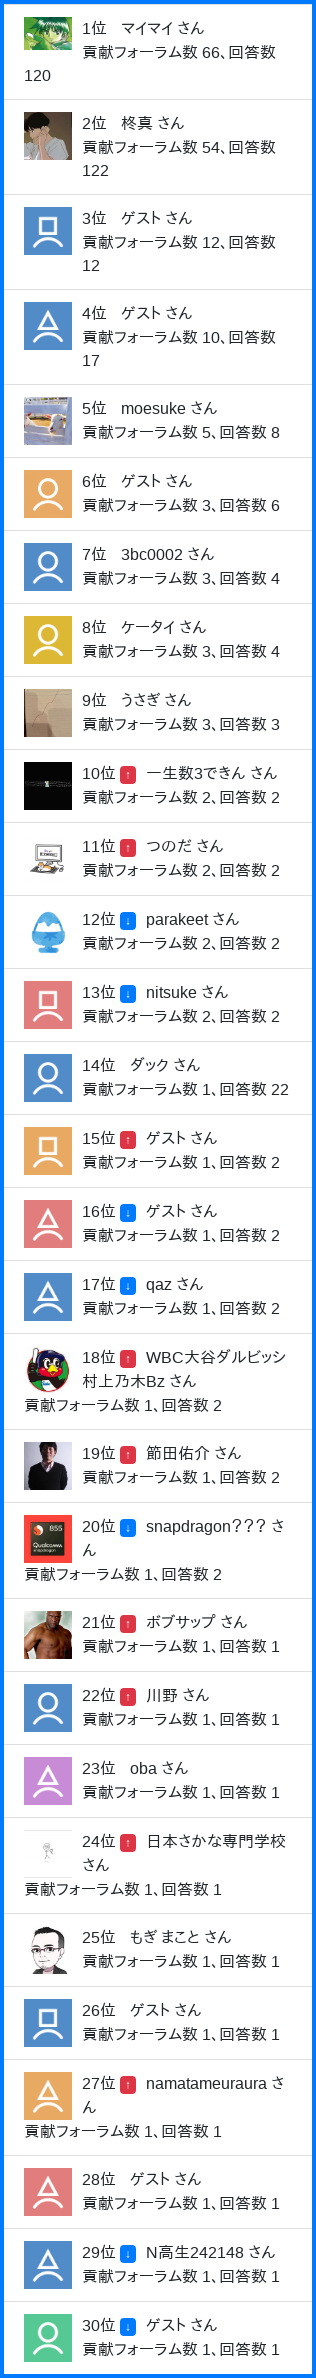 1位　マイマイ さん
貢献フォーラム数 66、回答数
120
2位　柊真 さん
貢献フォーラム数 54、回答数
122
3位　ゲスト さん
貢献フォーラム数 12、回答数
12
4位　ゲスト さん
貢献フォーラム数 10、回答数
17
5位　moesuke さん
貢献フォーラム数 5、回答数 8
6位　ゲスト さん
貢献フォーラム数 3、回答数 6
7位　3bc0002 さん
貢献フォーラム数 3、回答数 4
8位　ケータイ さん
貢献フォーラム数 3、回答数 4
9位　うさぎ さん
貢献フォーラム数 3、回答数 3
10位 ↑ 一生数3できん さん
貢献フォーラム数 2、回答数 2
11位 ↑ つのだ さん
貢献フォーラム数 2、回答数 2
12位 ↓ parakeet さん
貢献フォーラム数 2、回答数 2
13位 ↓ nitsuke さん
貢献フォーラム数 2、回答数 2
14位　ダック さん
貢献フォーラム数 1、回答数 22
15位 ↑ ゲスト さん
貢献フォーラム数 1、回答数 2
16位 ↓ ゲスト さん
貢献フォーラム数 1、回答数 2
17位 ↓ qaz さん
貢献フォーラム数 1、回答数 2
18位 ↑ WBC大谷ダルビッシ
村上乃木Bz さん
貢献フォーラム数 1、回答数 2
19位 ↑ 節田佑介 さん
貢献フォーラム数 1、回答数 2
855
Qualcomm
snapdragon
20位 ↓ snapdragon？？？ さ
ん
貢献フォーラム数 1、回答数 2
21位 ↑ ボブサップ さん
貢献フォーラム数 1、回答数 1
22位 ↑ 川野 さん
貢献フォーラム数 1、回答数 1
23位　oba さん
貢献フォーラム数 1、回答数 1
24位 ↑ 日本さかな専門学校
さん
貢献フォーラム数 1、回答数 1
25位　もぎ まこと さん
貢献フォーラム数 1、回答数 1
26位　ゲスト さん
貢献フォーラム数 1、回答数 1
27位 ↑ namatameuraura さ
ん
貢献フォーラム数 1、回答数 1
28位　ゲスト さん
貢献フォーラム数 1、回答数 1
29位 ↓ N高生242148 さん
貢献フォーラム数 1、回答数 1
30位 ↓ ゲスト さん
貢献フォーラム数 1、回答数 1